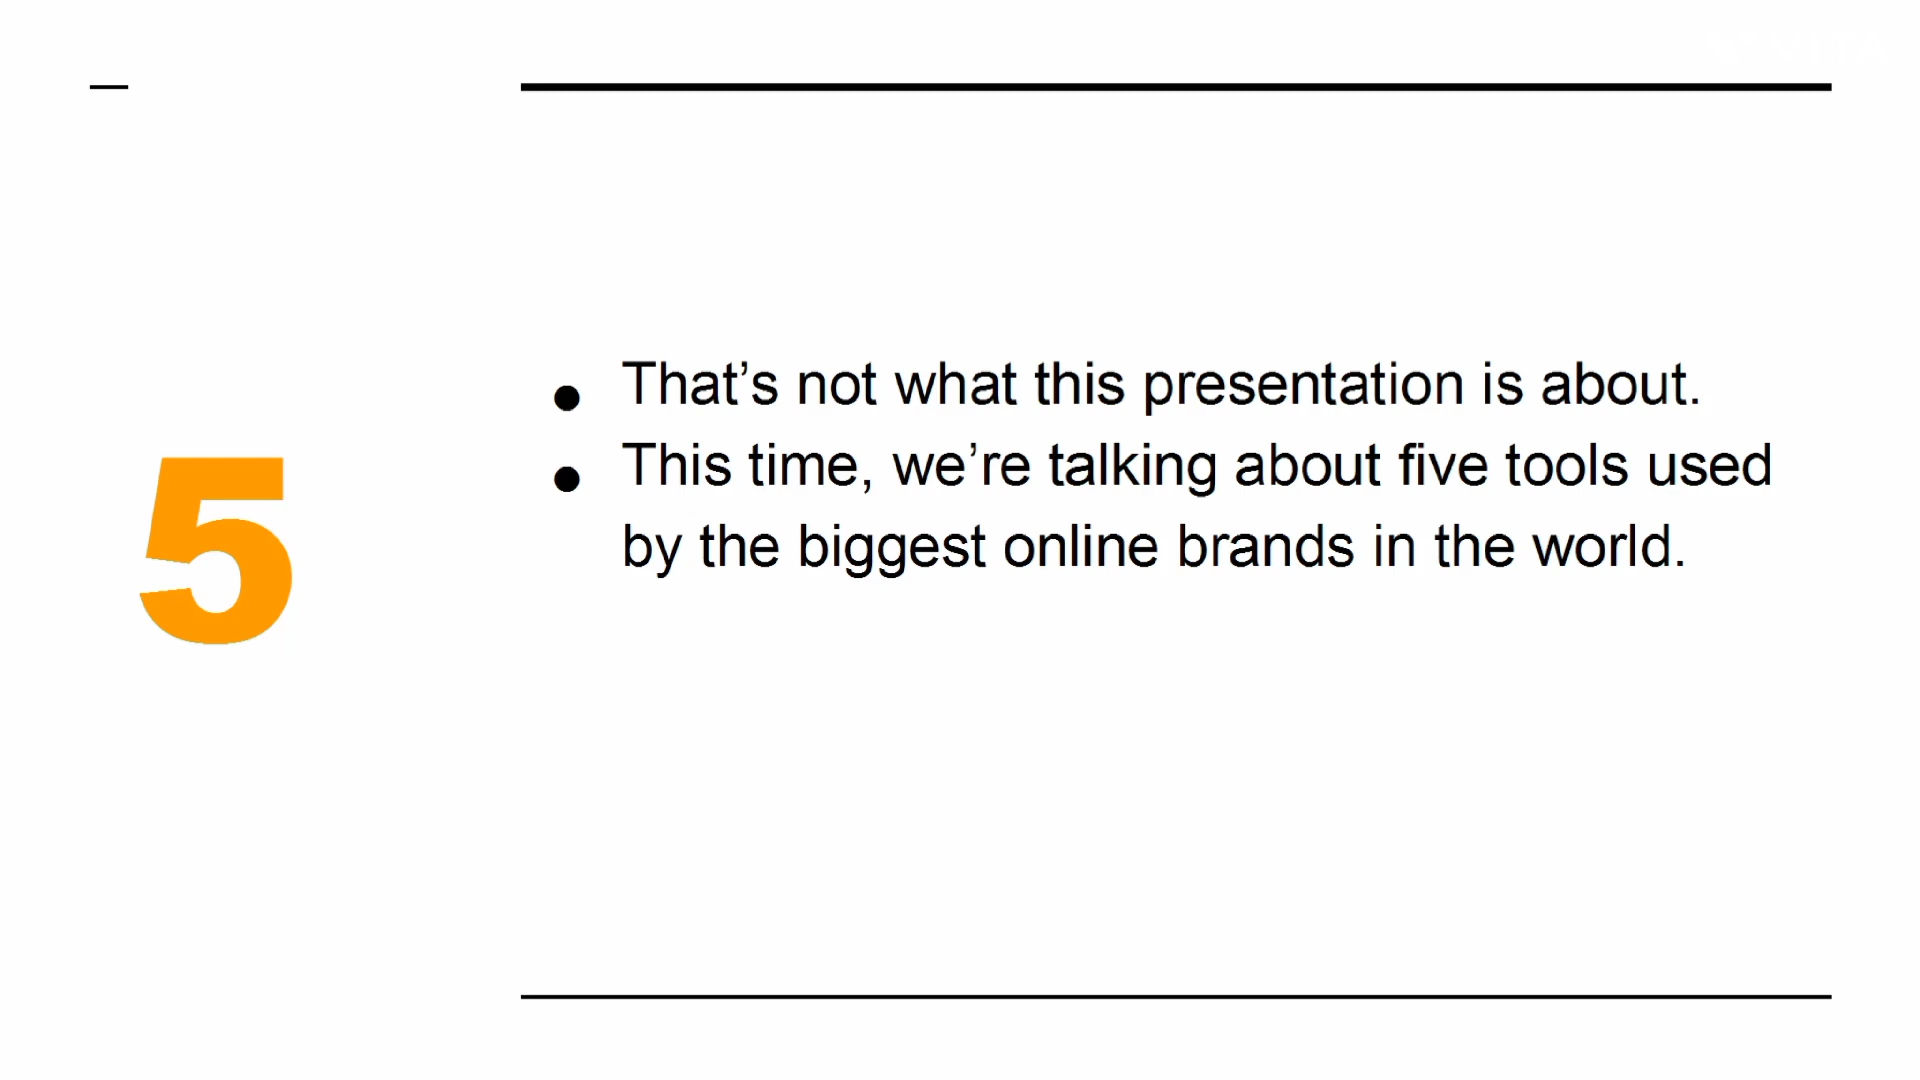 5
● That’s not what this presentation is about.
● This time, we’re talking about five tools used
by the biggest online brands in the world.